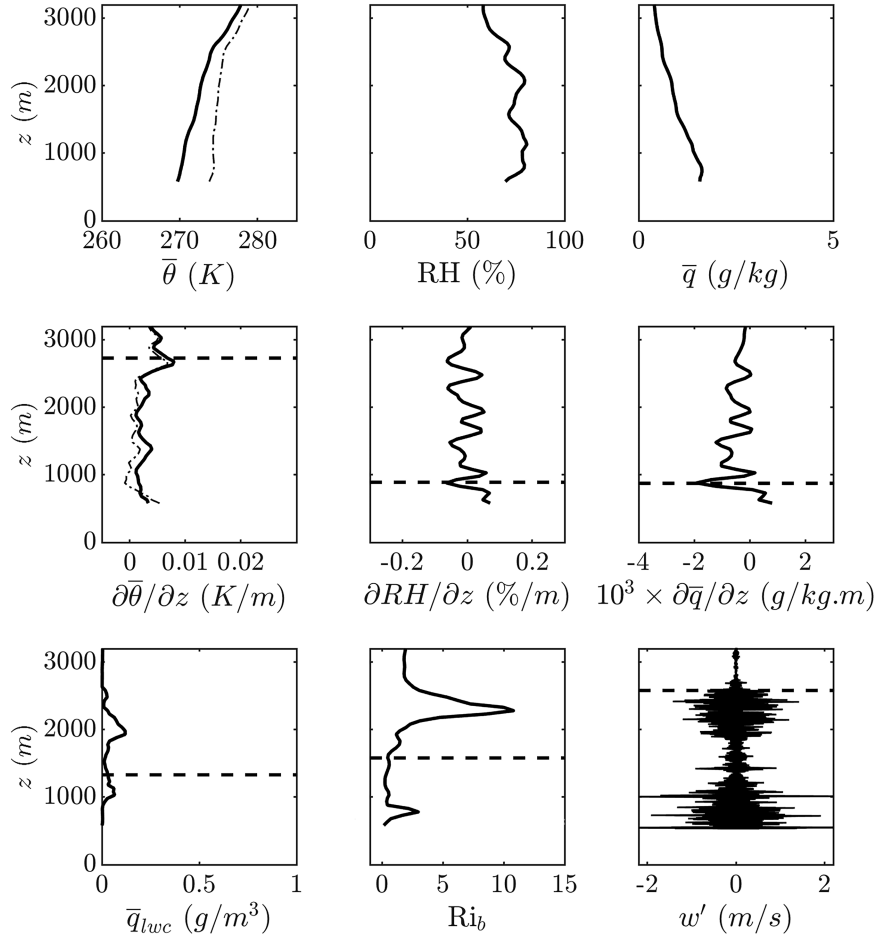 3000
2000
1000
0
z (m)
260 270 280
0 50 100
0 5
θ̅ (K)
RH (%)
q̅ (g/kg)
3000
2000
1000
0
z (m)
0 0.01 0.02
-0.2 0 0.2
-4 -2 0 2
∂θ̅/∂z (K/m)
∂RH/∂z (%/m)
10³ × ∂q̅/∂z (g/kg.m)
3000
2000
1000
0
z (m)
0 0.5 1
0 5 10 15
-2 0 2
q̅lwc (g/m³)
Rib
w′ (m/s)